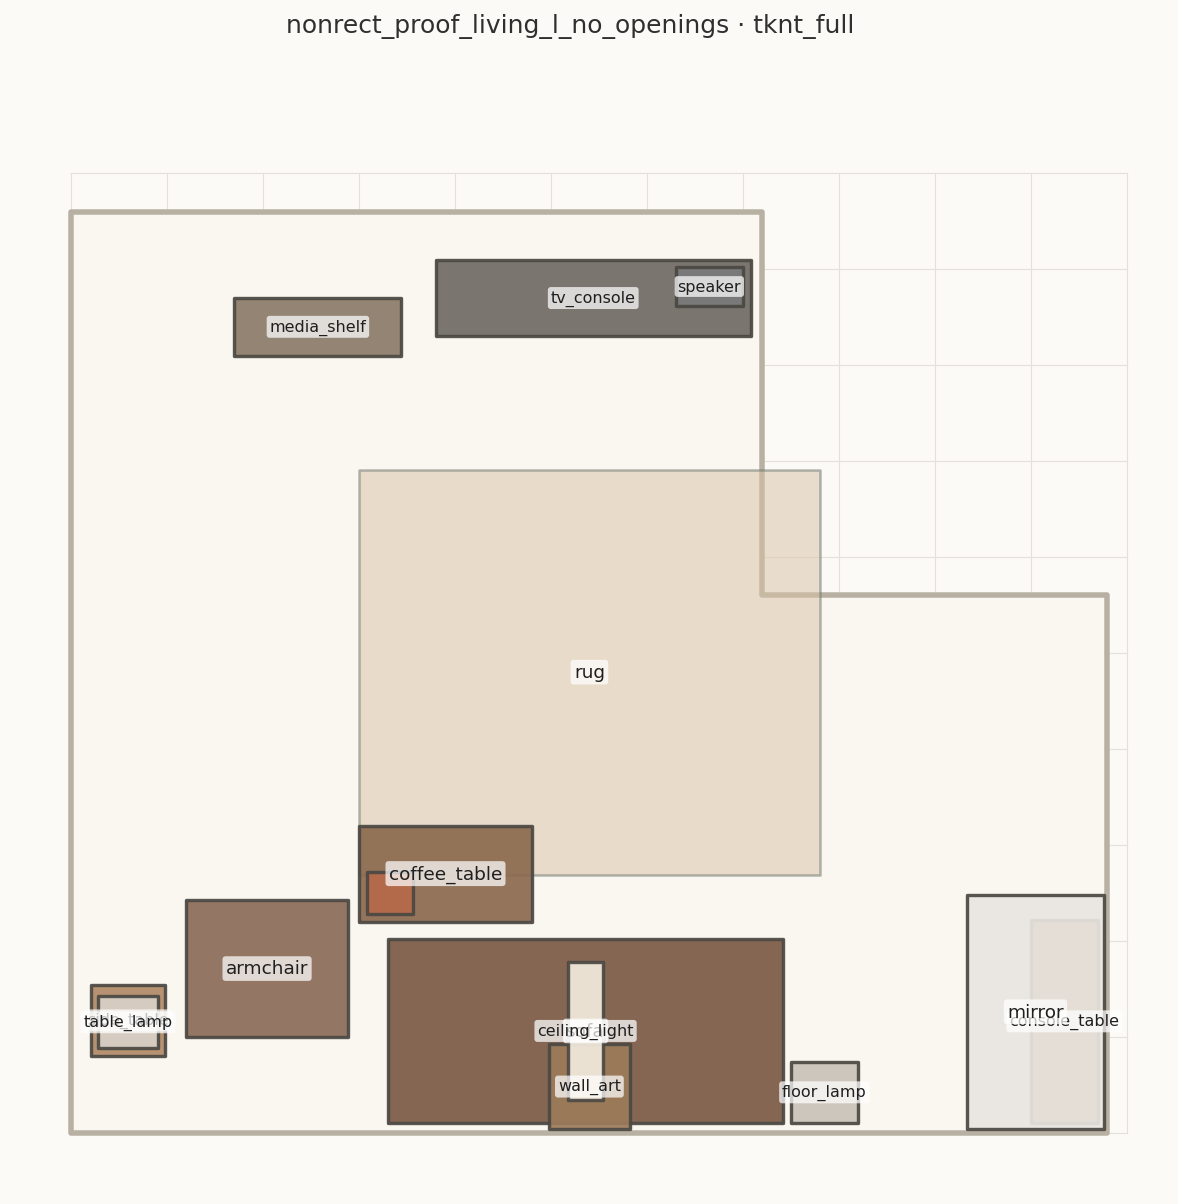 nonrect_proof_living_l_no_openings · tknt_full
speaker
tv_console
media_shelf
rug
coffee_table
armchair
mirror
console_table
table_lamp
ceiling_light
wall_art
floor_lamp